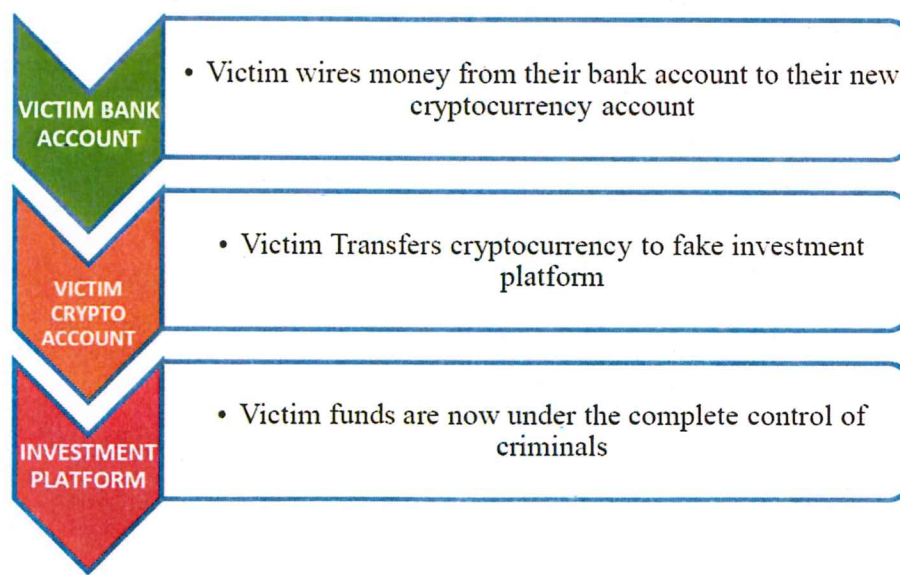 VICTIM BANK
ACCOUNT
• Victim wires money from their bank account to their new
cryptocurrency account
VICTIM
CRYPTO
ACCOUNT
• Victim Transfers cryptocurrency to fake investment
platform
INVESTMENT
PLATFORM
• Victim funds are now under the complete control of
criminals